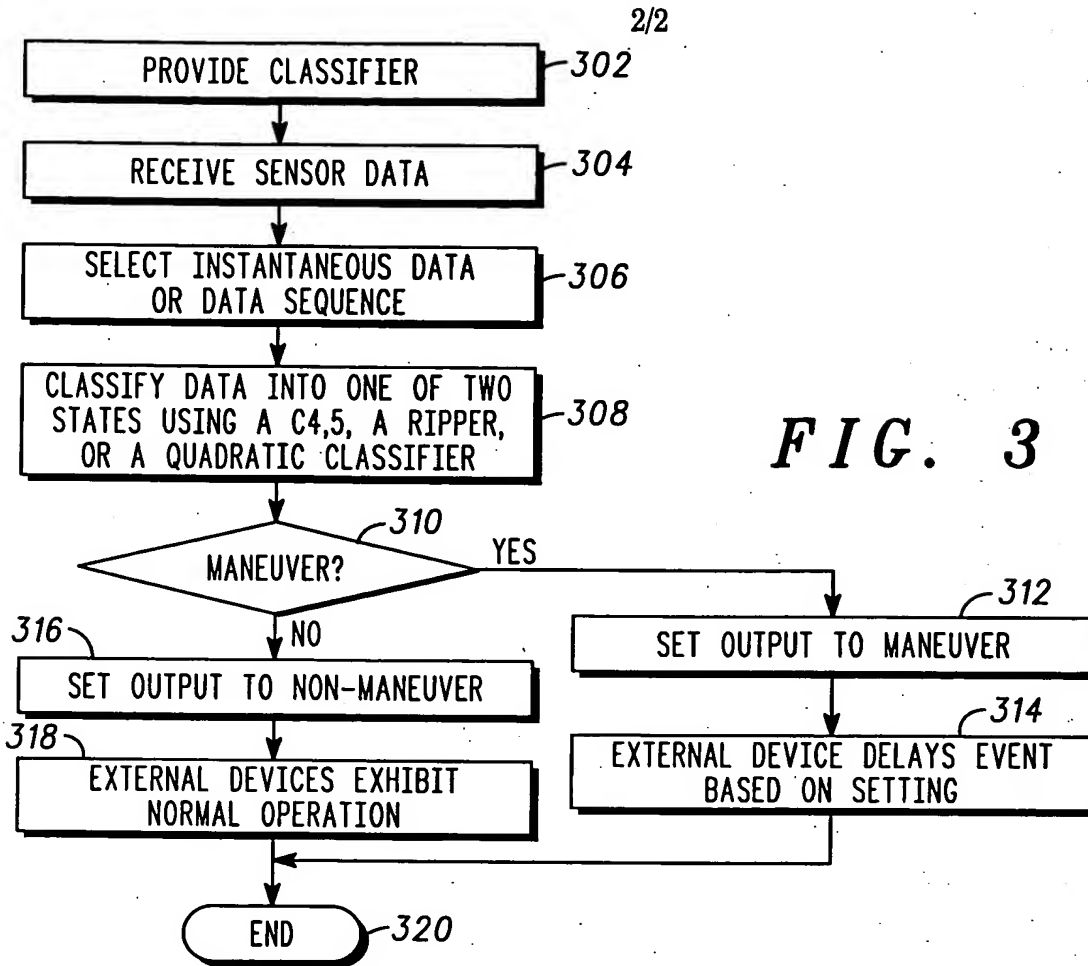 2/2
PROVIDE CLASSIFIER
302
RECEIVE SENSOR DATA
304
SELECT INSTANTANEOUS DATA
OR DATA SEQUENCE
306
CLASSIFY DATA INTO ONE OF TWO
STATES USING A C4,5, A RIPPER,
OR A QUADRATIC CLASSIFIER
308
FIG. 3
310
MANEUVER?
YES
NO
312
SET OUTPUT TO MANEUVER
316
SET OUTPUT TO NON-MANEUVER
314
EXTERNAL DEVICE DELAYS EVENT
BASED ON SETTING
318
EXTERNAL DEVICES EXHIBIT
NORMAL OPERATION
END
320